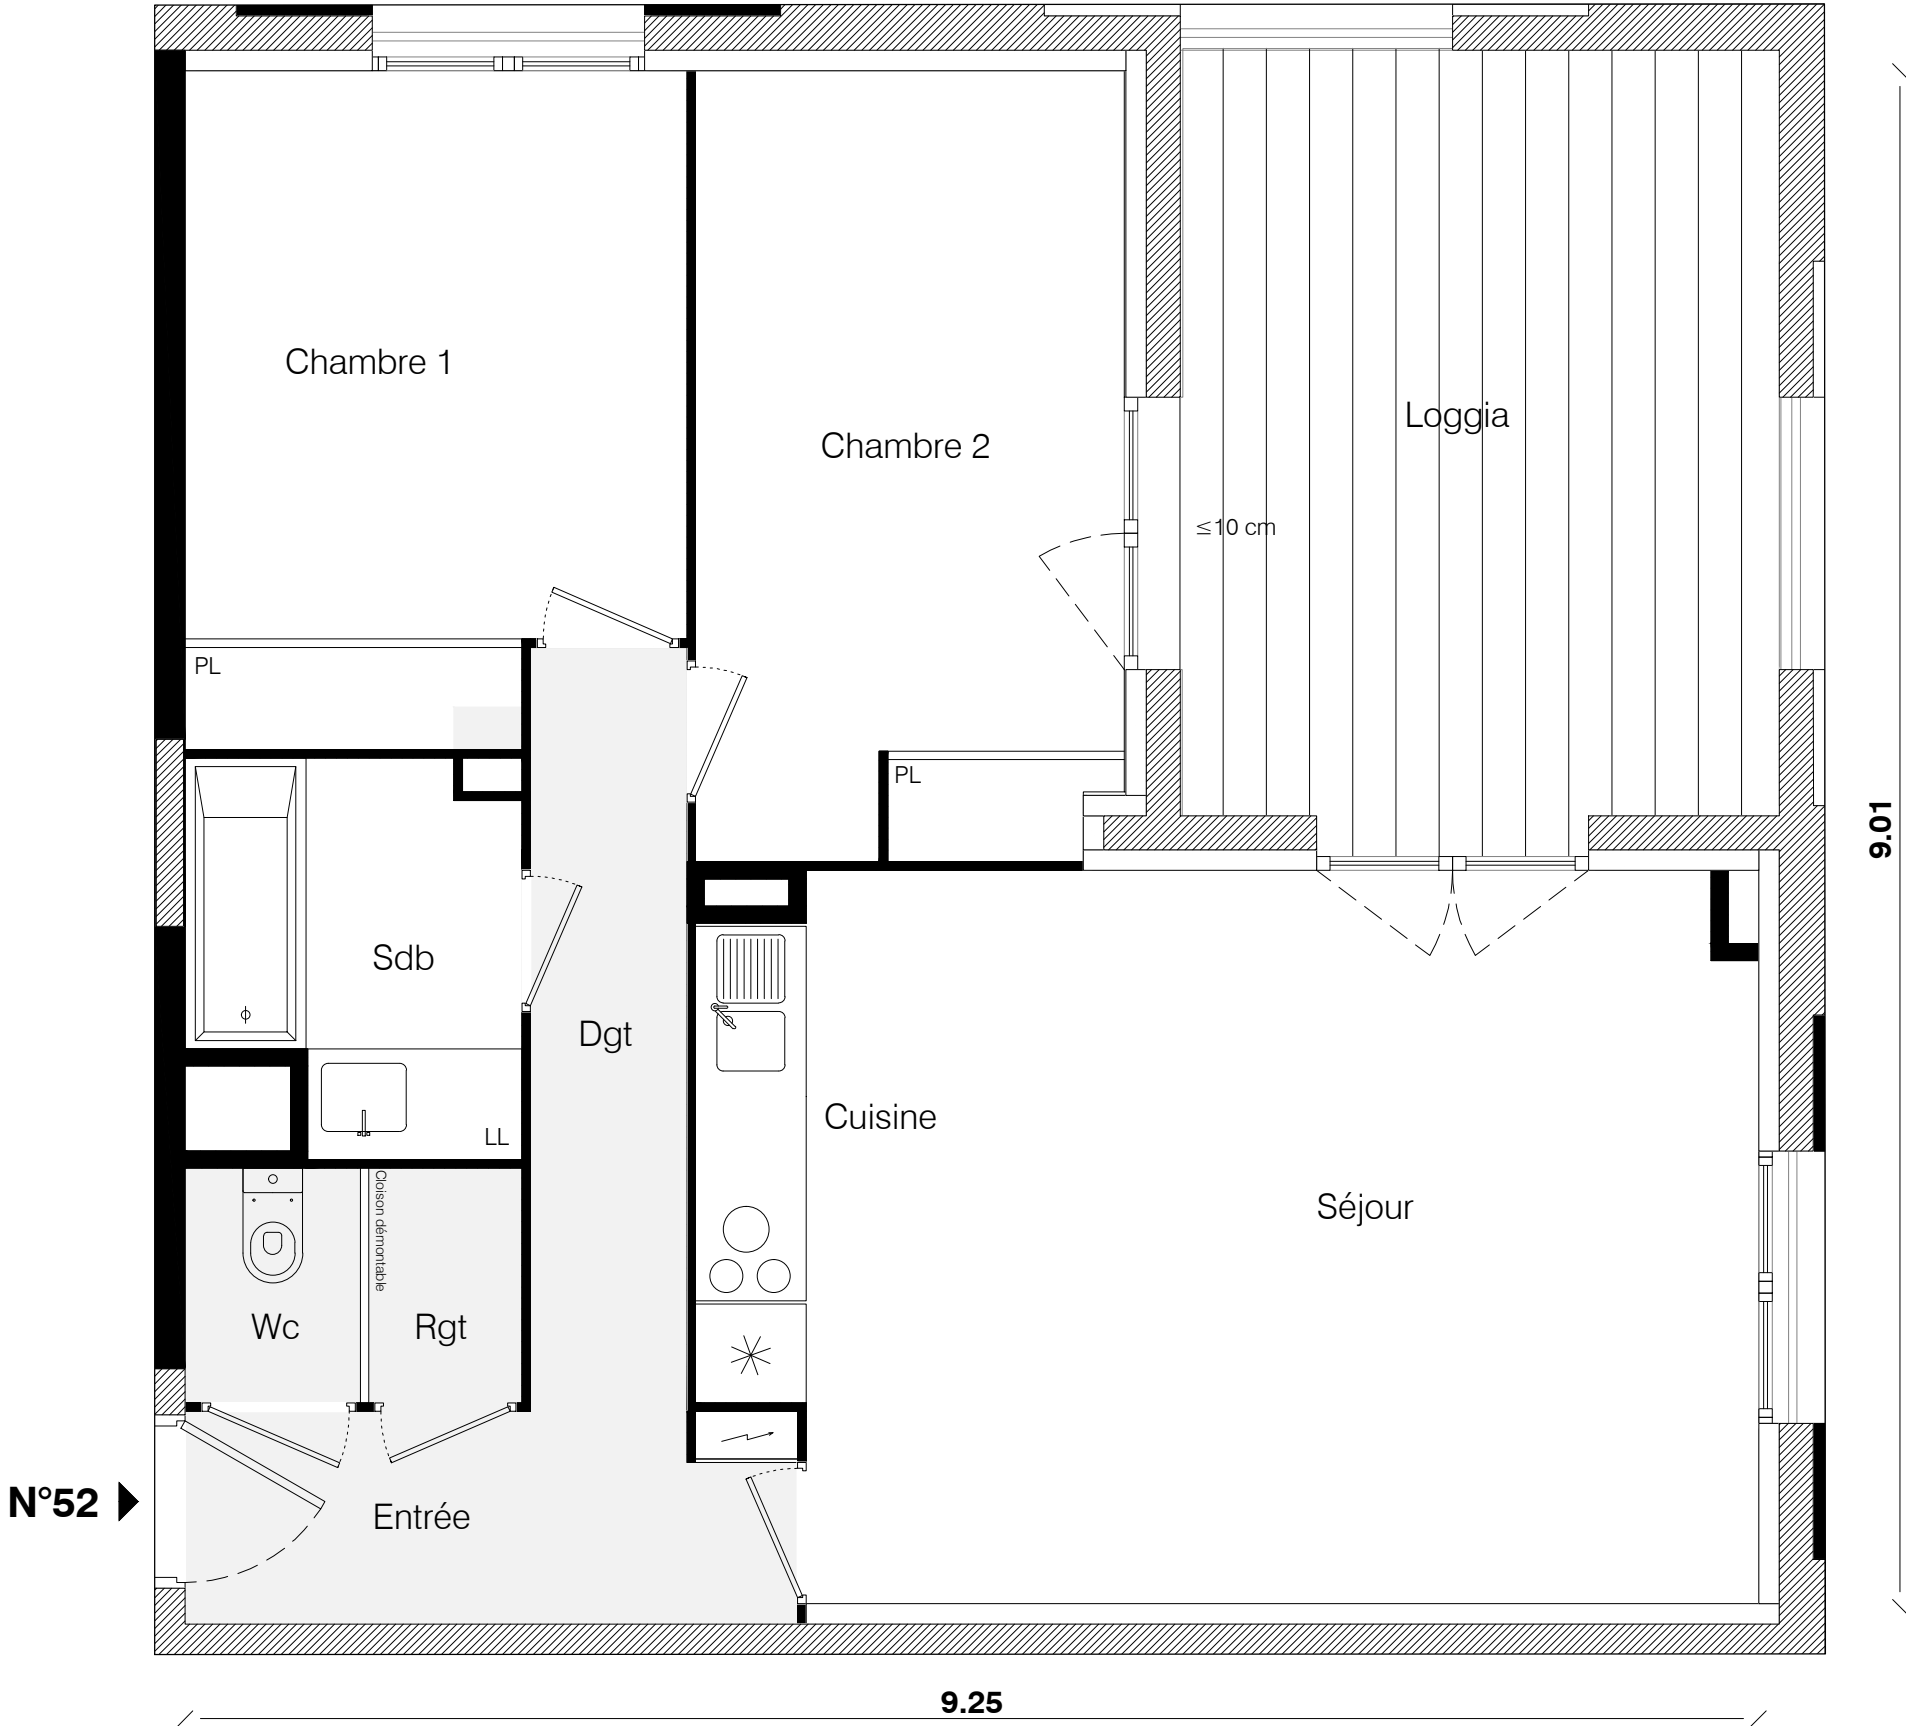 Chambre 1
Chambre 2
Loggia
≤10 cm
PL
PL
9.01
Sdb
Dgt
Cuisine
LL
Cloison démontable
Séjour
Wc
Rgt
N°52
Entrée
9.25